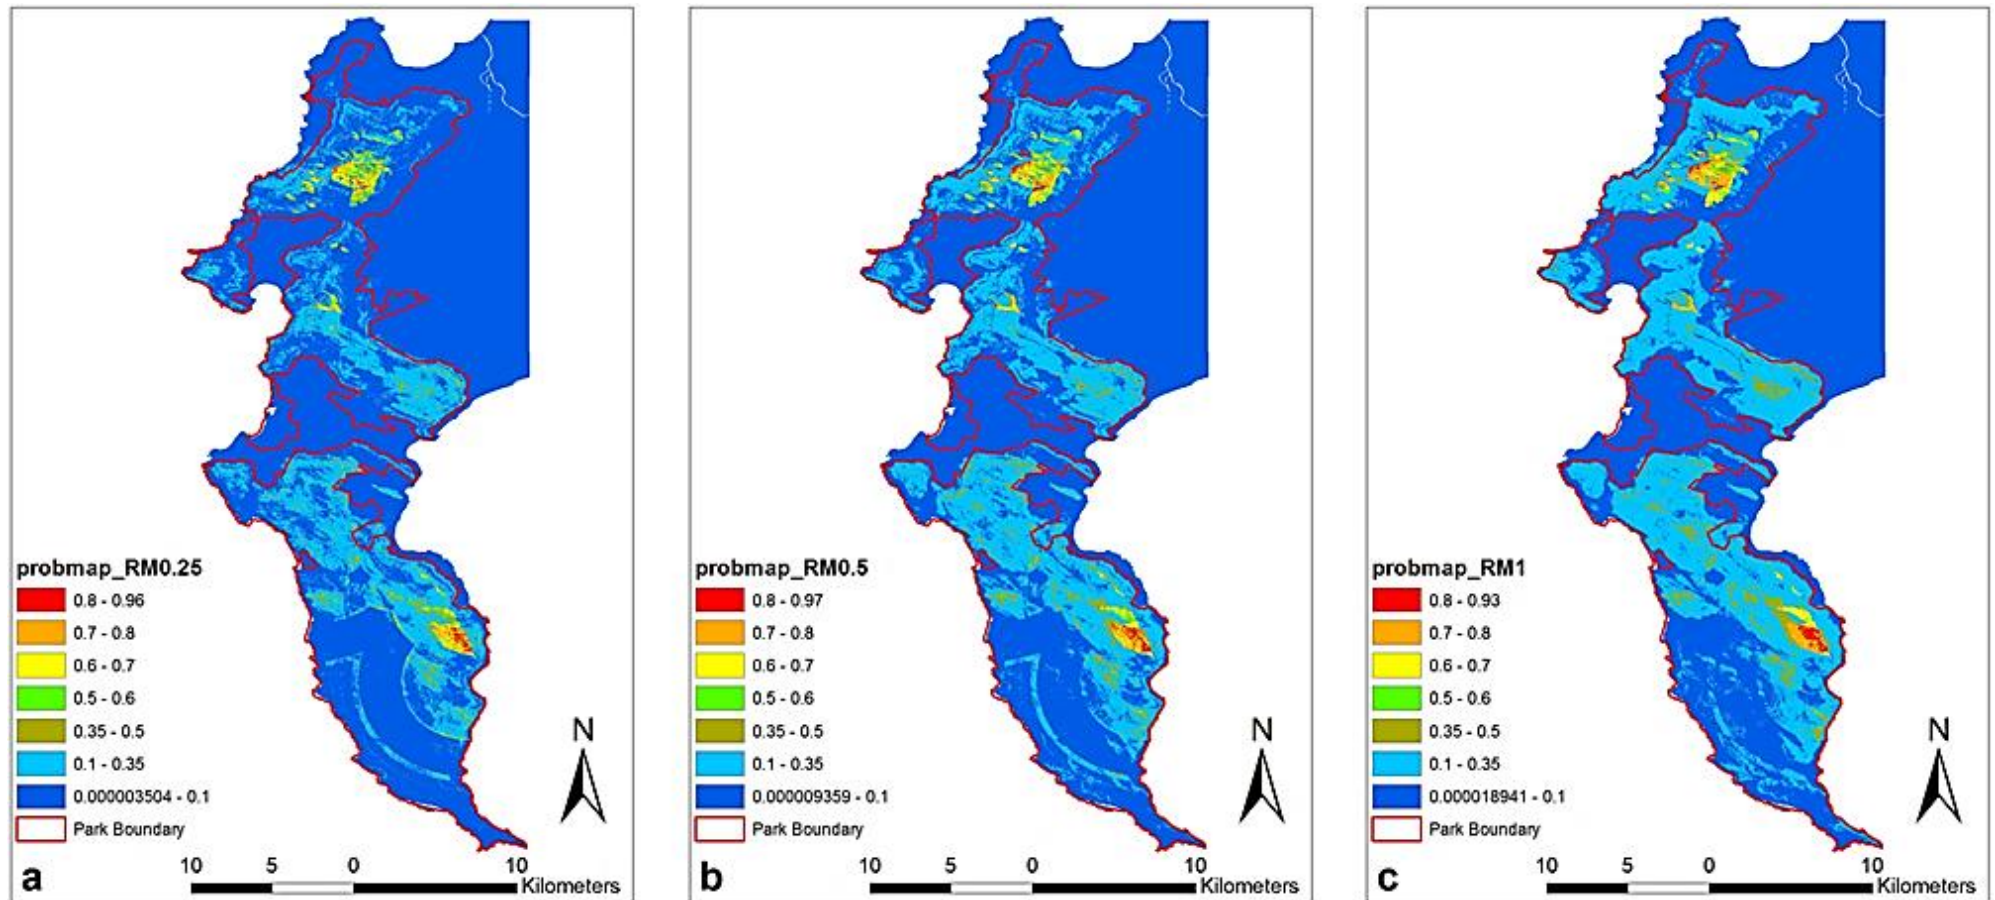 probmap_RM0.25
0.8 - 0.96
0.7 - 0.8
0.6 - 0.7
0.5 - 0.6
0.35 - 0.5
0.1 - 0.35
0.000003504 - 0.1
Park Boundary
N
10 5 0 10
Kilometers
a
probmap_RM0.5
0.8 - 0.97
0.7 - 0.8
0.6 - 0.7
0.5 - 0.6
0.35 - 0.5
0.1 - 0.35
0.000009359 - 0.1
Park Boundary
N
10 5 0 10
Kilometers
b
probmap_RM1
0.8 - 0.93
0.7 - 0.8
0.6 - 0.7
0.5 - 0.6
0.35 - 0.5
0.1 - 0.35
0.000018941 - 0.1
Park Boundary
N
10 5 0 10
Kilometers
c